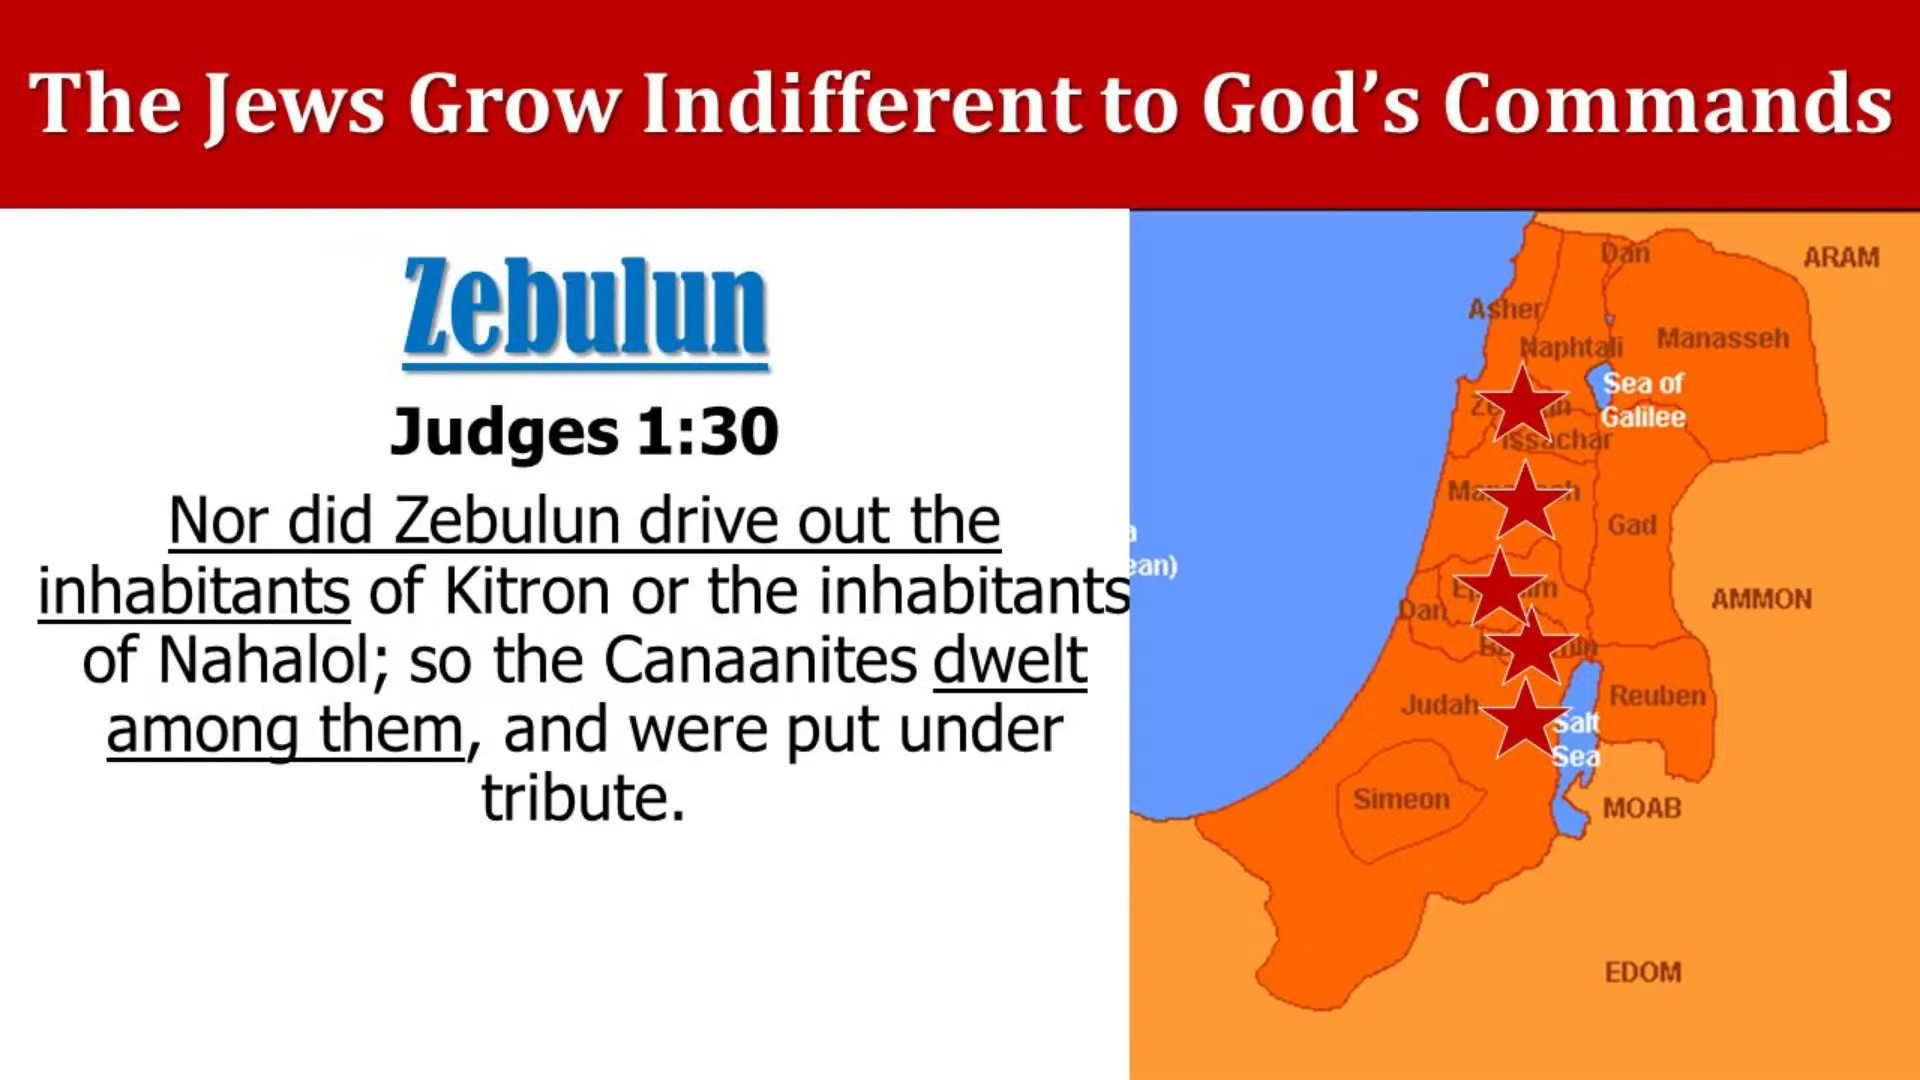 The Jews Grow Indifferent to God's Commands
Zebulun
Judges 1:30
Nor did Zebulun drive out the
inhabitants of Kitron or the inhabitants
of Nahalol; so the Canaanites dwelt
among them, and were put under
tribute.
Dan
ARAM
Asher
Naphtali
Manasseh
Sea of
Galilee
Issachar
Gad
AMMON
Dan
Judah
Reuben
Salt
Sea
Simeon
MOAB
EDOM